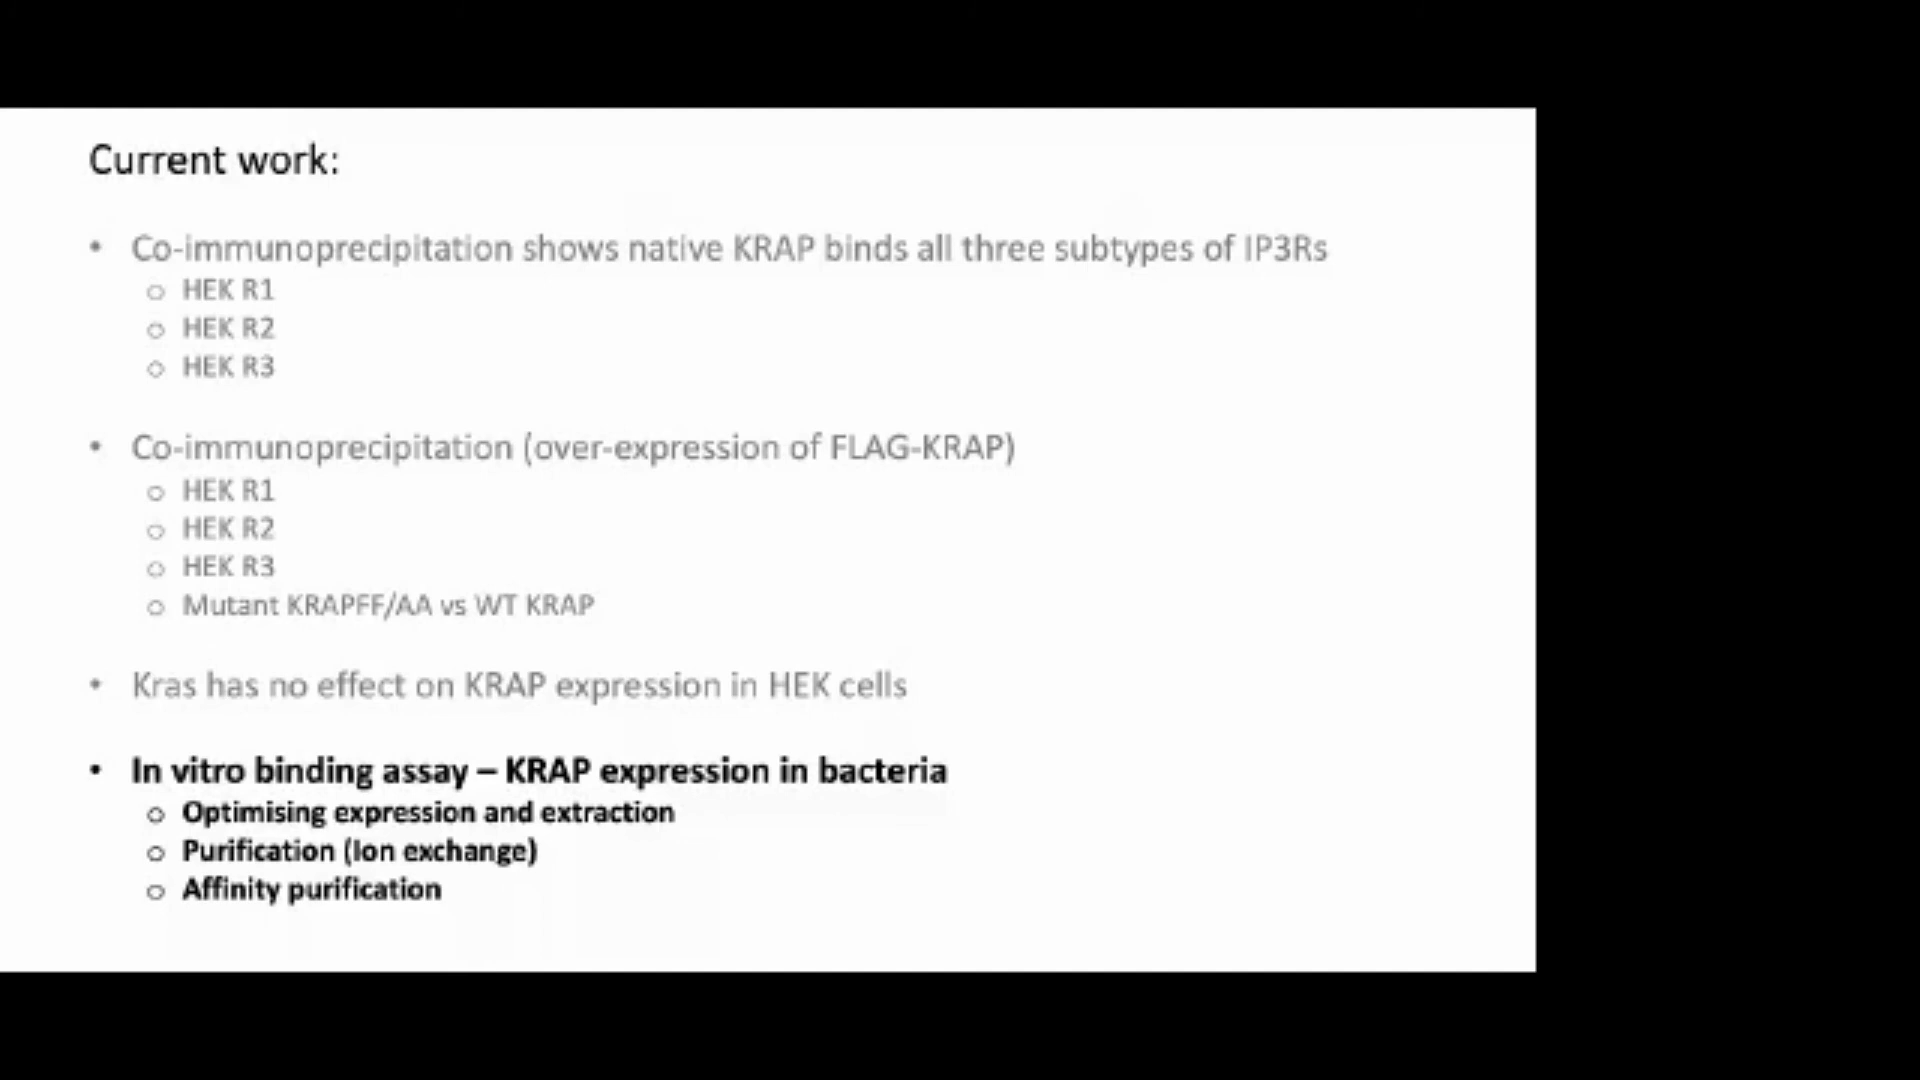 Current work:
• Co-immunoprecipitation shows native KRAP binds all three subtypes of IP3Rs
o HEK R1
o HEK R2
o HEK R3
• Co-immunoprecipitation (over-expression of FLAG-KRAP)
o HEK R1
o HEK R2
o HEK R3
o Mutant KRAPFF/AA vs WT KRAP
• Kras has no effect on KRAP expression in HEK cells
• In vitro binding assay – KRAP expression in bacteria
o Optimising expression and extraction
o Purification (Ion exchange)
o Affinity purification